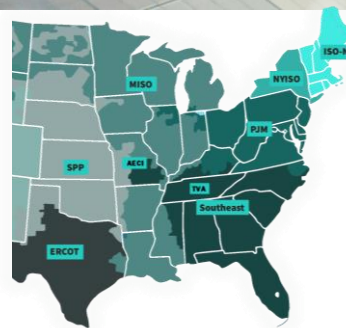 ISO-N
NYISO
MISO
PJM
AECI
SPP
TVA
Southeast
ERCOT